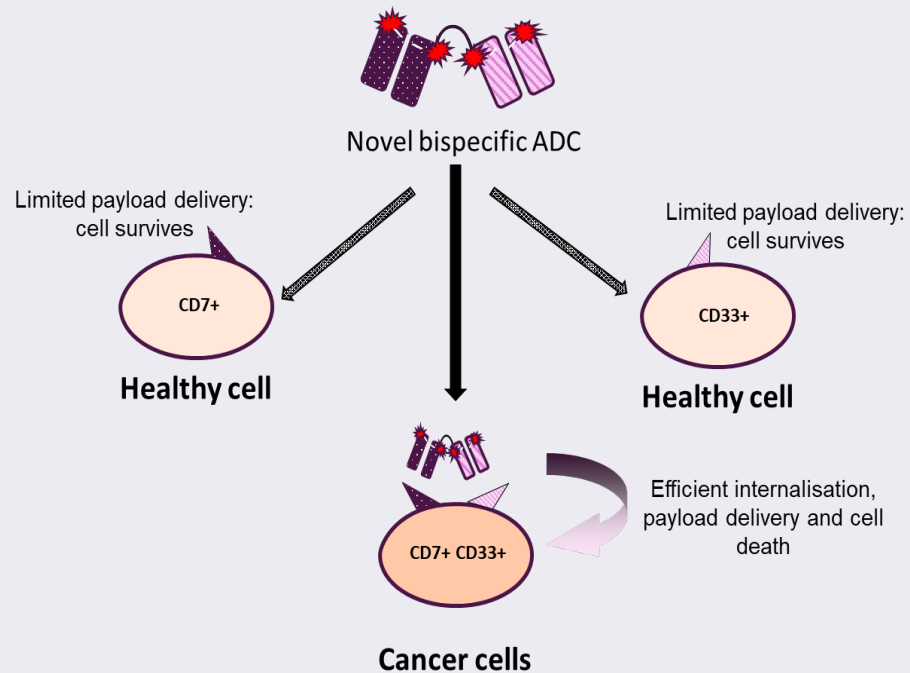 Novel bispecific ADC
Limited payload delivery:
cell survives
CD7+
Healthy cell
Limited payload delivery:
cell survives
CD33+
Healthy cell
Efficient internalisation,
payload delivery and cell
death
CD7+ CD33+
Cancer cells